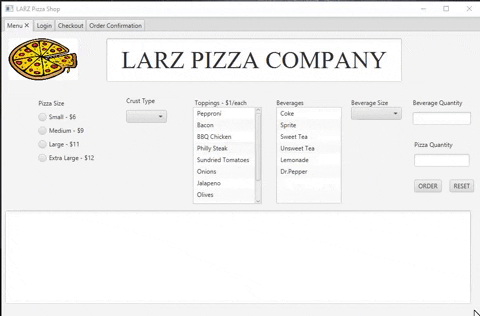 LARZ Pizza Shop
Menu Login Checkout Order Confirmation
LARZ PIZZA COMPANY
Pizza Size
Small - $6
Medium - $9
Large - $11
Extra Large - $12
Crust Type
Toppings - $1/each
Pepproni
Bacon
BBQ Chicken
Philly Steak
Sundried Tomatoes
Onions
Jalapeno
Olives
Beverages
Coke
Sprite
Sweet Tea
Unsweet Tea
Lemonade
Dr.Pepper
Beverage Size
Beverage Quantity
Pizza Quantity
ORDER RESET